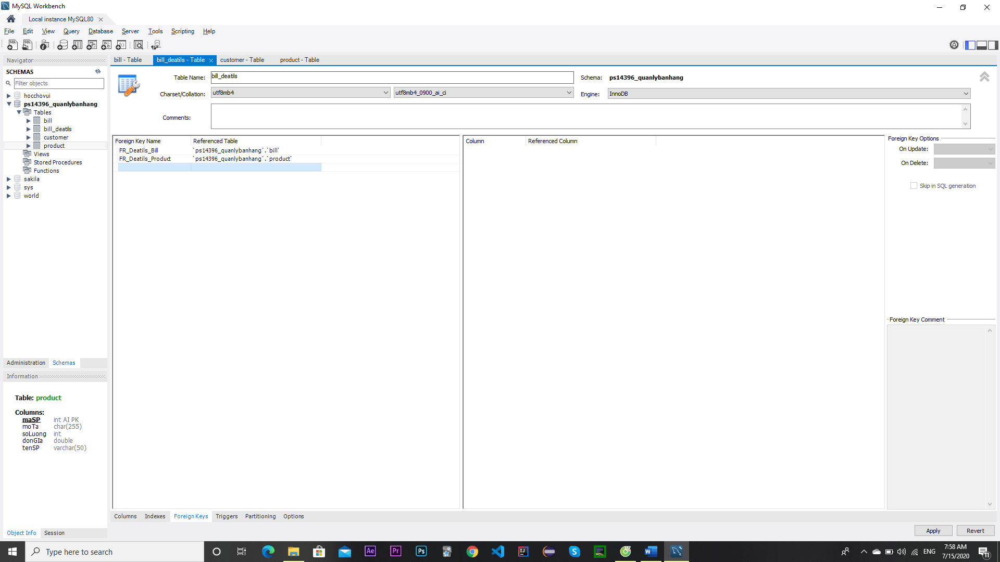 MySQL Workbench
Local instance MySQL80
File Edit View Query Database Server Tools Scripting Help
Navigator
SCHEMAS
Filter objects
hocchovui
ps14396_quanlybanhang
Tables
bill
bill_deatils
customer
product
Views
Stored Procedures
Functions
sakila
sys
world
Administration Schemas
Information
Table: product
Columns:
maSP int AI PK
moTa char(255)
soLuong int
donGIa double
tenSP varchar(50)
Object Info Session
bill - Table bill_deatils - Table customer - Table product - Table
Table Name: bill_deatils Schema: ps14396_quanlybanhang
Charset/Collation: utf8mb4 utf8mb4_0900_ai_ci Engine: InnoDB
Comments:
Foreign Key Name Referenced Table
FR_Deatils_Bill `ps14396_quanlybanhang`.`bill`
FR_Deatils_Product `ps14396_quanlybanhang`.`product`
Column Referenced Column
Foreign Key Options
On Update:
On Delete:
Skip in SQL generation
Foreign Key Comment
Columns Indexes Foreign Keys Triggers Partitioning Options
Apply Revert
Type here to search
Ae Pr Ps
ENG
7:58 AM
7/15/2020
11